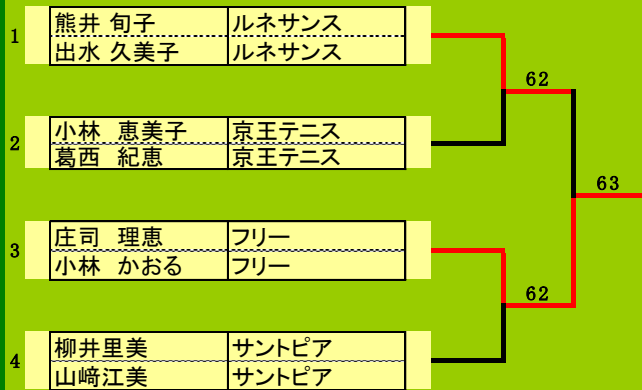 1
熊井 旬子 ルネサンス
出水 久美子 ルネサンス
62
2
小林 恵美子 京王テニス
葛西 紀恵 京王テニス
63
3
庄司 理恵 フリー
小林 かおる フリー
62
4
柳井里美 サントピア
山﨑江美 サントピア